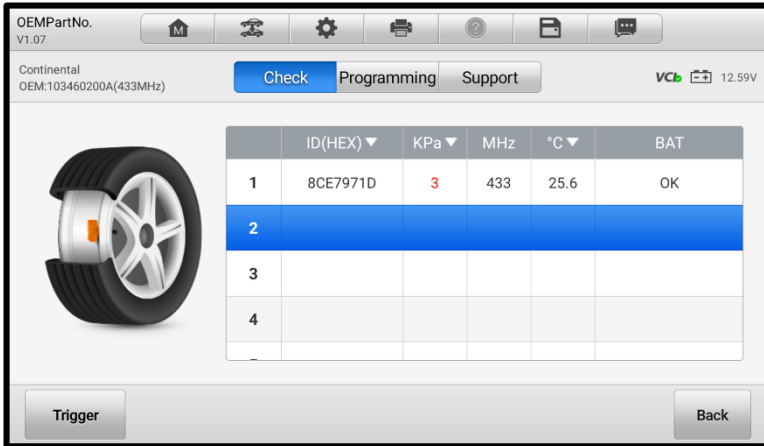 OEMPartNo.
V1.07
M
?
Continental
OEM:103460200A(433MHz)
Check Programming Support
VCI 12.59V
ID(HEX)▼ KPa▼ MHz °C▼ BAT
1 8CE7971D 3 433 25.6 OK
2
3
4
Trigger Back